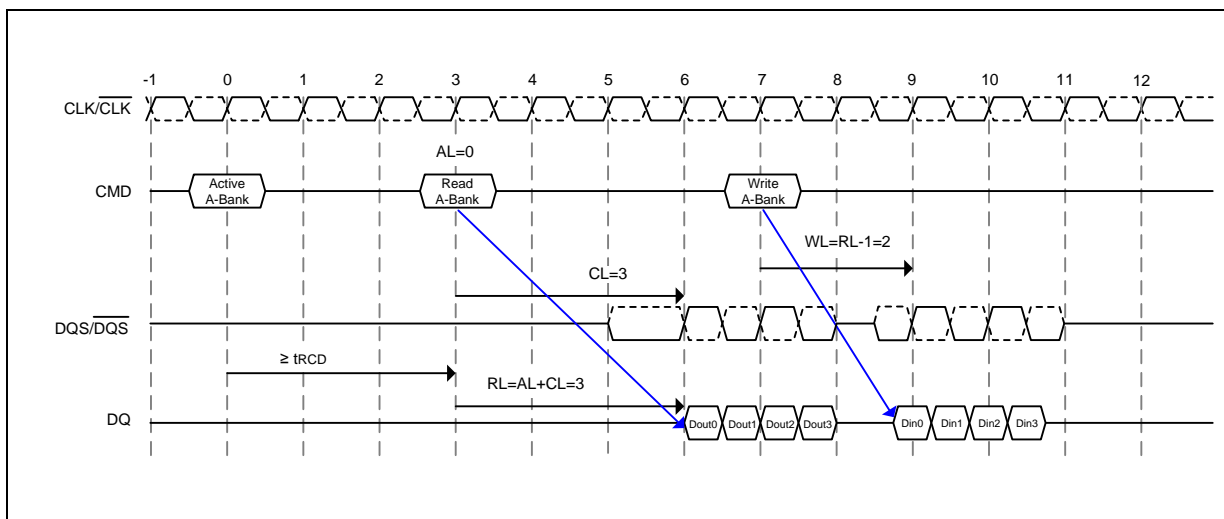 -1 0 1 2 3 4 5 6 7 8 9 10 11 12
CLK/CLK
AL=0
CMD
Active
A-Bank
Read
A-Bank
Write
A-Bank
WL=RL-1=2
CL=3
DQS/DQS
≥ tRCD
RL=AL+CL=3
DQ
Dout0 Dout1 Dout2 Dout3 Din0 Din1 Din2 Din3